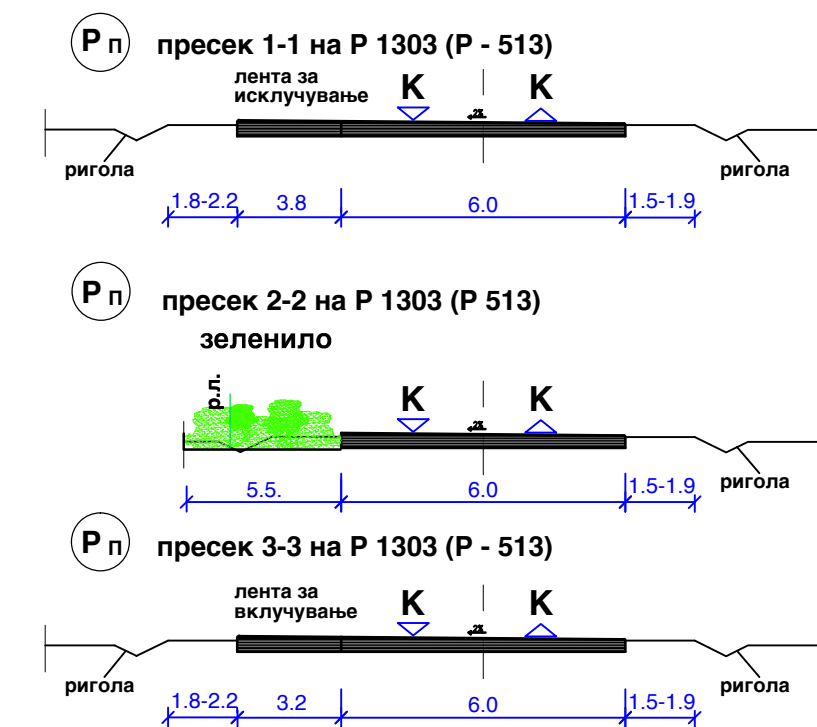 Р п пресек 1-1 на Р 1303 (Р - 513)
лента за
исклучување
К К
2%
ригола ригола
1.8-2.2 3.8 6.0 1.5-1.9
Р п пресек 2-2 на Р 1303 (Р 513)
зеленило
р.л.
К К
2%
ригола
5.5. 6.0 1.5-1.9
Р п пресек 3-3 на Р 1303 (Р - 513)
лента за
вклучување
К К
2%
ригола ригола
1.8-2.2 3.2 6.0 1.5-1.9